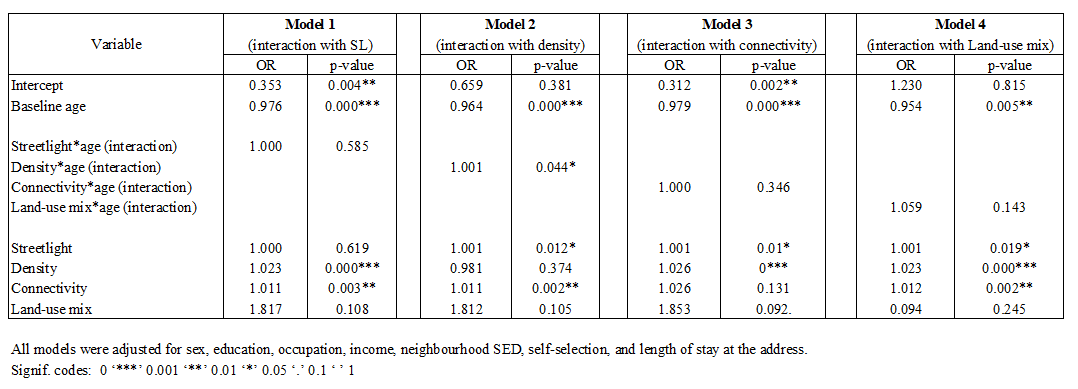 Variable | Model 1 (interaction with SL) | Model 2 (interaction with density) | Model 3 (interaction with connectivity) | Model 4 (interaction with Land-use mix)
OR p-value OR p-value OR p-value OR p-value
Intercept 0.353 0.004** 0.659 0.381 0.312 0.002** 1.230 0.815
Baseline age 0.976 0.000*** 0.964 0.000*** 0.979 0.000*** 0.954 0.005**
Streetlight*age (interaction) 1.000 0.585
Density*age (interaction) 1.001 0.044*
Connectivity*age (interaction) 1.000 0.346
Land-use mix*age (interaction) 1.059 0.143
Streetlight 1.000 0.619 1.001 0.012* 1.001 0.01* 1.001 0.019*
Density 1.023 0.000*** 0.981 0.374 1.026 0*** 1.023 0.000***
Connectivity 1.011 0.003** 1.011 0.002** 1.026 0.131 1.012 0.002**
Land-use mix 1.817 0.108 1.812 0.105 1.853 0.092. 0.094 0.245
All models were adjusted for sex, education, occupation, income, neighbourhood SED, self-selection, and length of stay at the address.
Signif. codes: 0 ‘***’ 0.001 ‘**’ 0.01 ‘*’ 0.05 ‘.’ 0.1 ‘ ’ 1